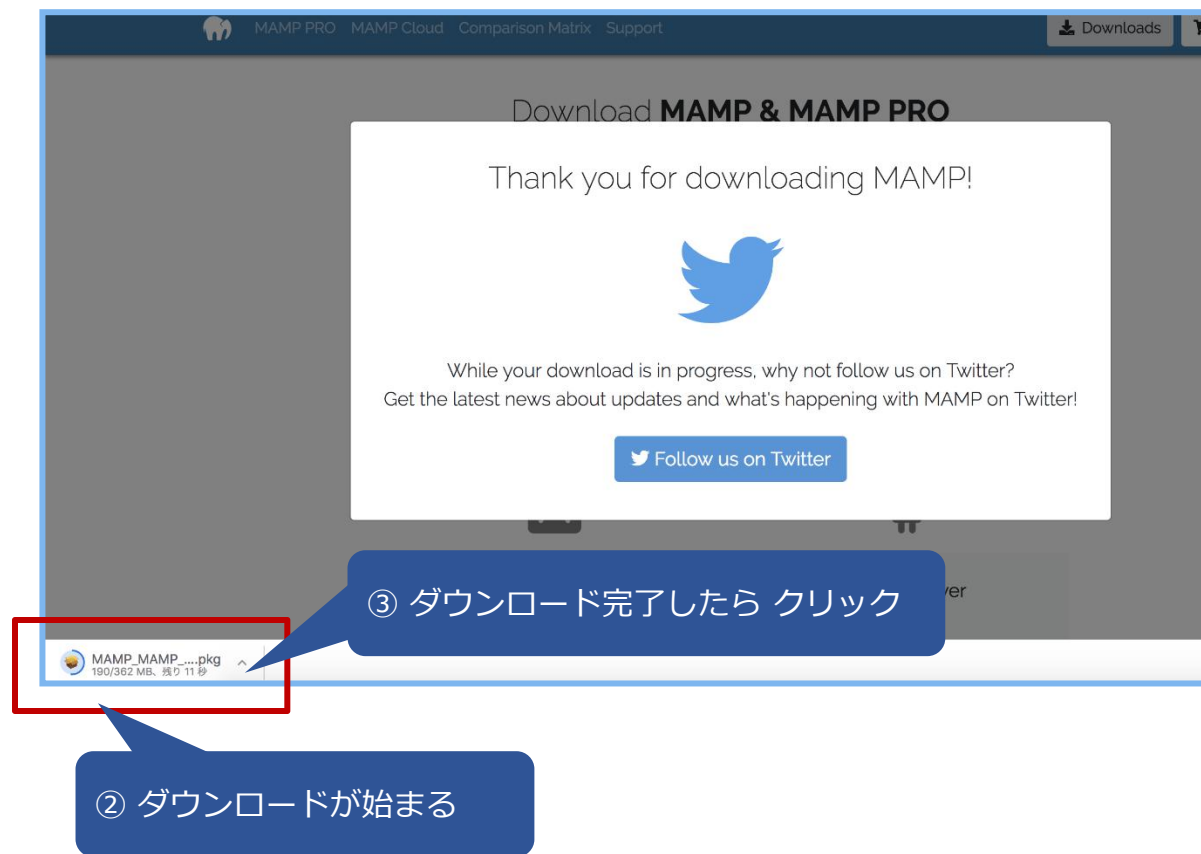 MAMP PRO MAMP Cloud Comparison Matrix Support
Downloads
Download MAMP & MAMP PRO
Thank you for downloading MAMP!
While your download is in progress, why not follow us on Twitter?
Get the latest news about updates and what's happening with MAMP on Twitter!
Follow us on Twitter
③ ダウンロード完了したら クリック
ver
MAMP_MAMP_....pkg
190/362 MB、残り 11 秒
② ダウンロードが始まる